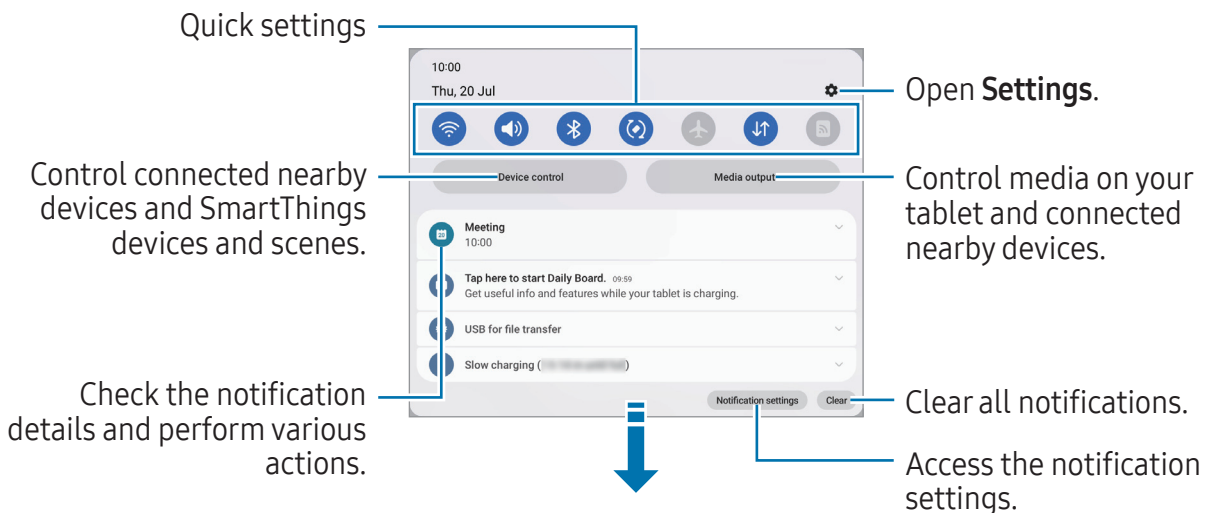 Quick settings
10:00
Thu, 20 Jul
Open Settings.
Control connected nearby
devices and SmartThings
devices and scenes.
Device control
Media output
Control media on your
tablet and connected
nearby devices.
20
Meeting
10:00
Tap here to start Daily Board. 09:59
Get useful info and features while your tablet is charging.
USB for file transfer
Slow charging ( )
Check the notification
details and perform various
actions.
Notification settings
Clear
Clear all notifications.
Access the notification
settings.